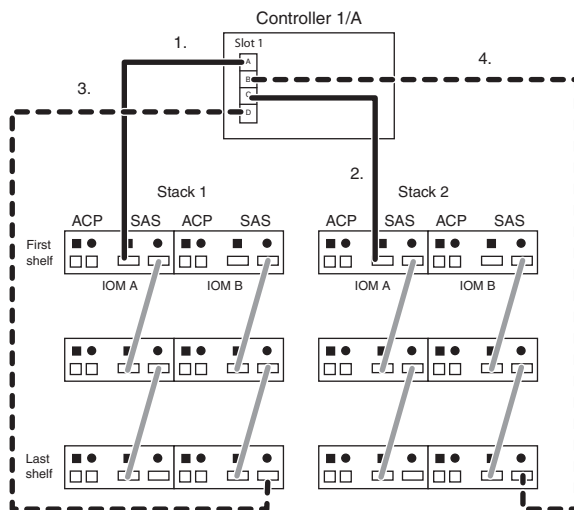 Controller 1/A
1.
Slot 1
A
B
C
D
4.
3.
2.
Stack 1
Stack 2
ACP SAS ACP SAS
ACP SAS ACP SAS
First
shelf
IOM A IOM B
IOM A IOM B
Last
shelf